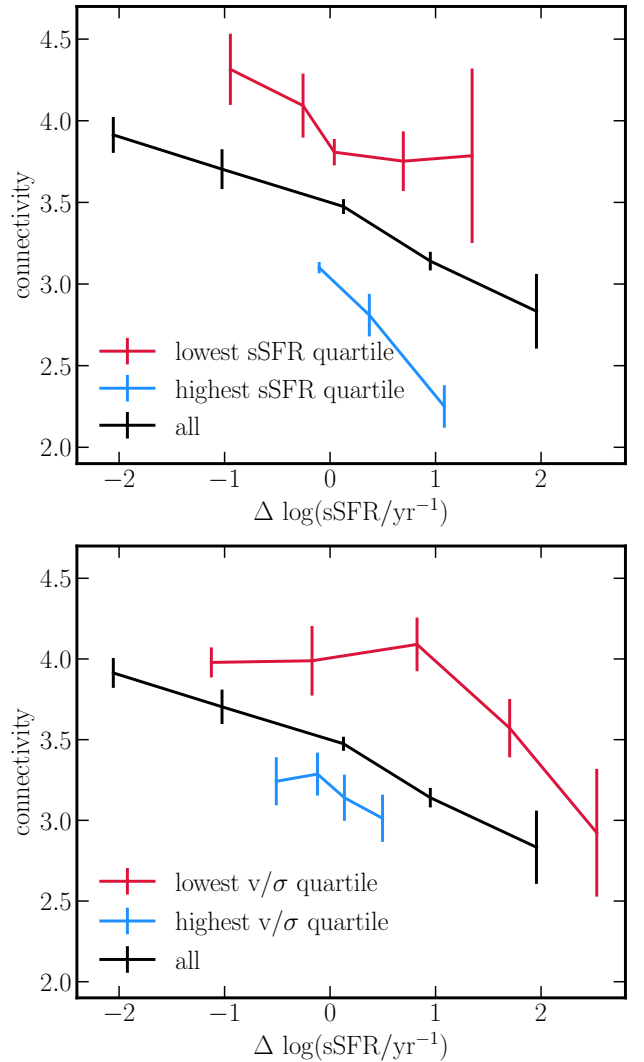 4.5
4.0
3.5
3.0
2.5
2.0
connectivity
lowest sSFR quartile
highest sSFR quartile
all
−2 −1 0 1 2
Δ log(sSFR/yr⁻¹)
4.5
4.0
3.5
3.0
2.5
2.0
connectivity
lowest v/σ quartile
highest v/σ quartile
all
−2 −1 0 1 2
Δ log(sSFR/yr⁻¹)